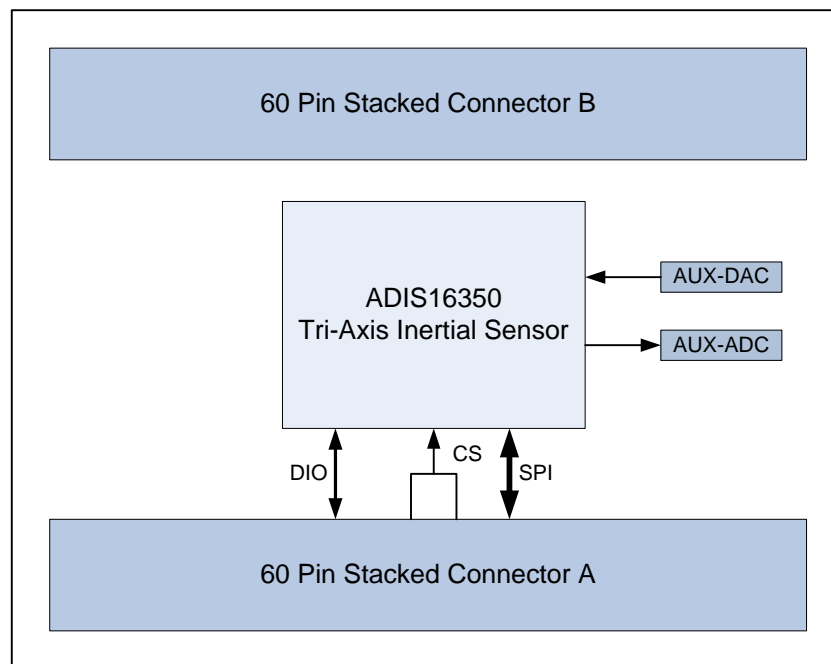 60 Pin Stacked Connector B
ADIS16350
Tri-Axis Inertial Sensor
AUX-DAC
AUX-ADC
DIO
CS
SPI
60 Pin Stacked Connector A